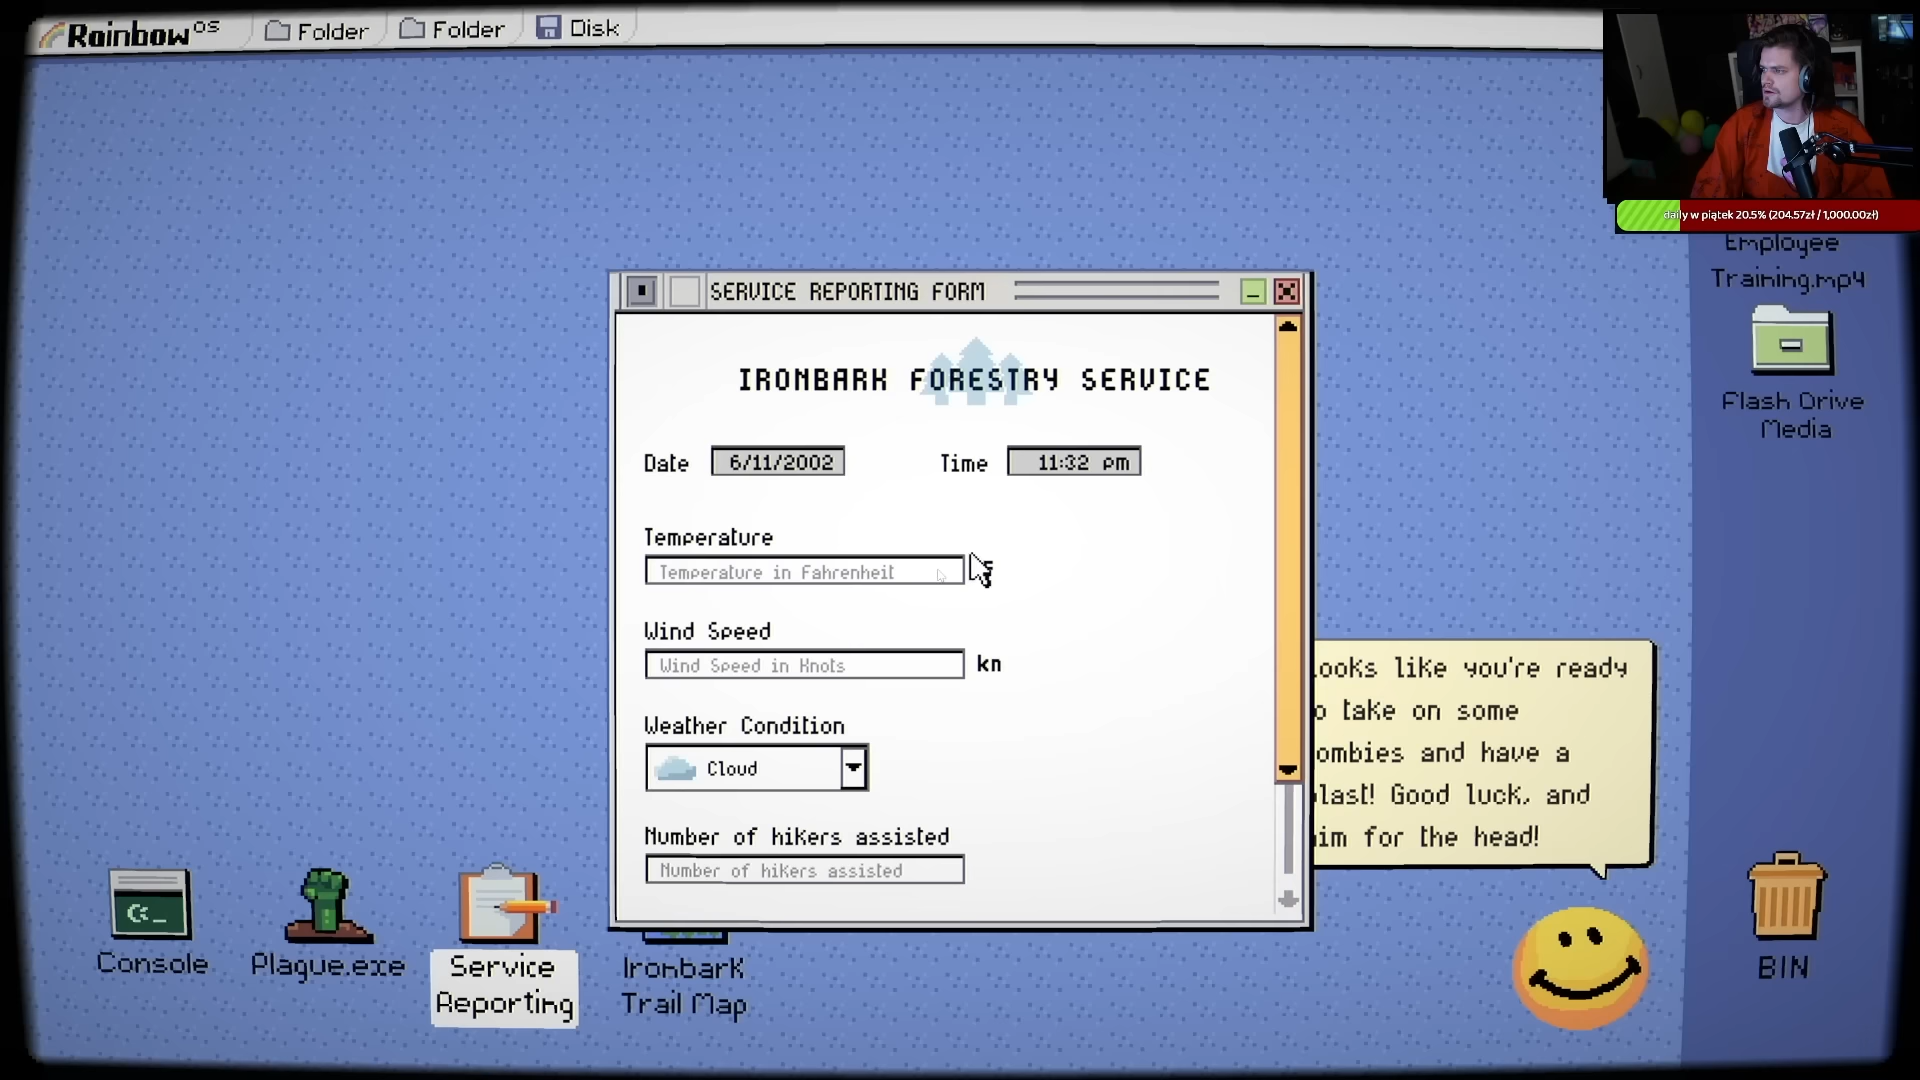 Rainbow OS
Folder
Folder
Disk
daily w piątek 20.5% (204.57zł / 1,000.00zł)
Employee
Training.mp4
Flash Drive
Media
SERVICE REPORTING FORM
IRONBARK FORESTRY SERVICE
Date 6/11/2002 Time 11:32 pm
Temperature
Temperature in Fahrenheit
Wind Speed
Wind Speed in Knots kn
Weather Condition
Cloud
Number of hikers assisted
Number of hikers assisted
like you're ready
take on some
and have a
Good luck, and
for the head!
Console
Plague.exe
Service
Reporting
Ironbark
Trail Map
BIN